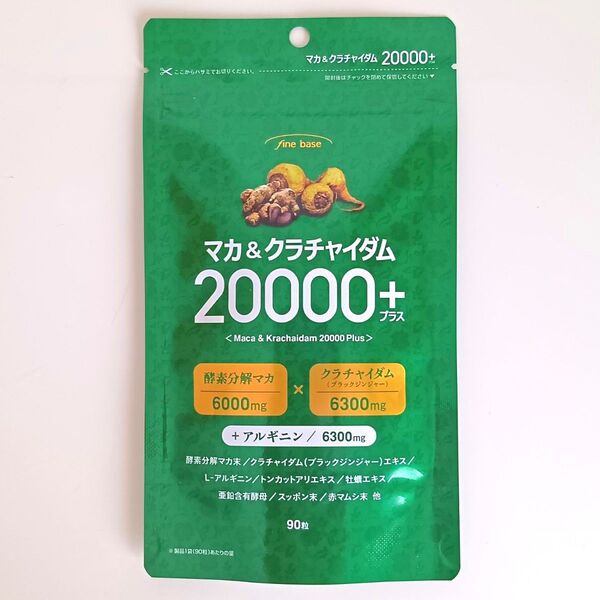 マカ&クラチャイダム 20000+
ここからハサミでお切りください。
開封後はチャックを閉めて保管してください
fine base
マカ&クラチャイダム
20000+
プラス
<Maca & Krachaidam 20000 Plus>
酵素分解マカ
6000mg
×
クラチャイダム
(ブラックジンジャー)
6300mg
+アルギニン/6300mg
酵素分解マカ末/クラチャイダム(ブラックジンジャー)エキス/
L-アルギニン/トンカットアリエキス/牡蠣エキス/
亜鉛含有酵母/スッポン末/赤マムシ末 他
90粒
※製品1袋(90粒)あたりの量